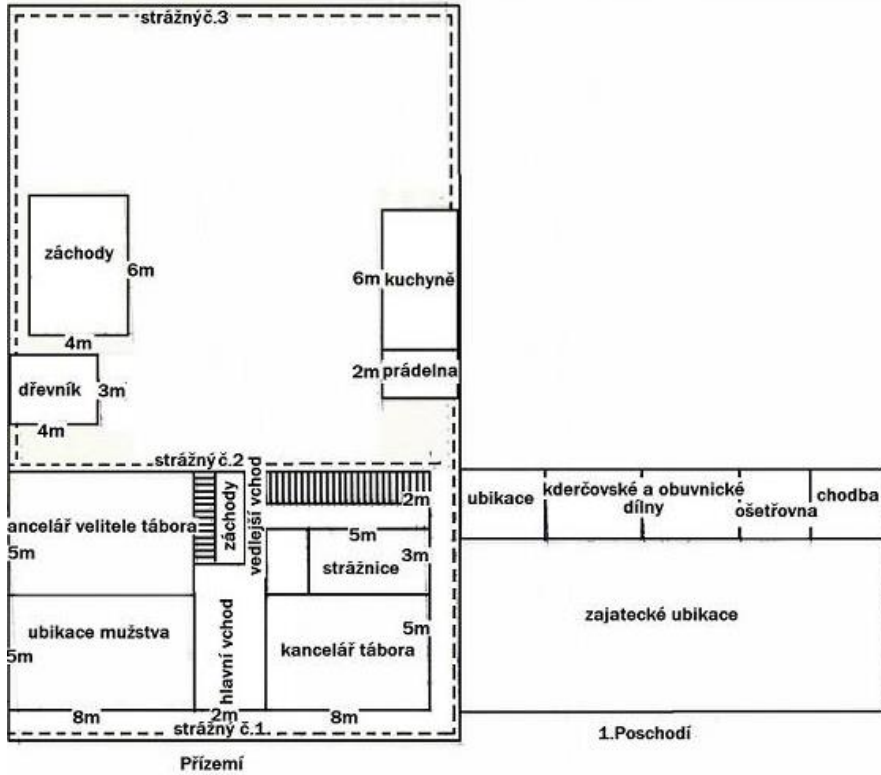 strážný č.3
záchody
6m
4m
6m
kuchyně
2m
prádelna
dřevník
3m
4m
strážný č.2
ancelář velitele tábora
5m
záchody
vedlejší vchod
2m
5m
strážnice
3m
ubikace mužstva
5m
hlavní vchod
kancelář tábora
5m
8m
2m
8m
strážný č.1.
Přízemí
ubikace
kderčovské a obuvnické
dílny
ošetřovna
chodba
zajatecké ubikace
1.Poschodí